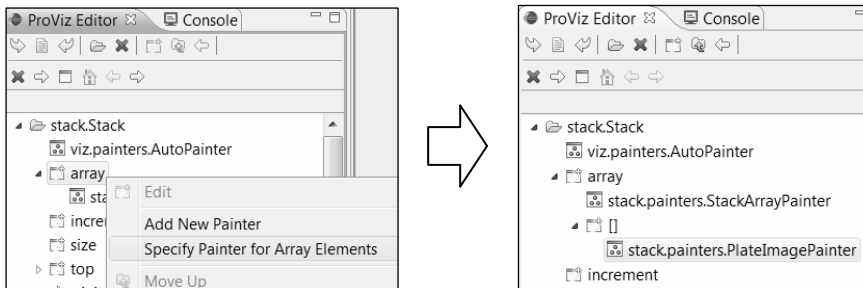 ProViz Editor
Console
stack.Stack
viz.painters.AutoPainter
array
sta
Edit
increr
Add New Painter
size
Specify Painter for Array Elements
top
Move Up
ProViz Editor
Console
stack.Stack
viz.painters.AutoPainter
array
stack.painters.StackArrayPainter
[]
stack.painters.PlateImagePainter
increment